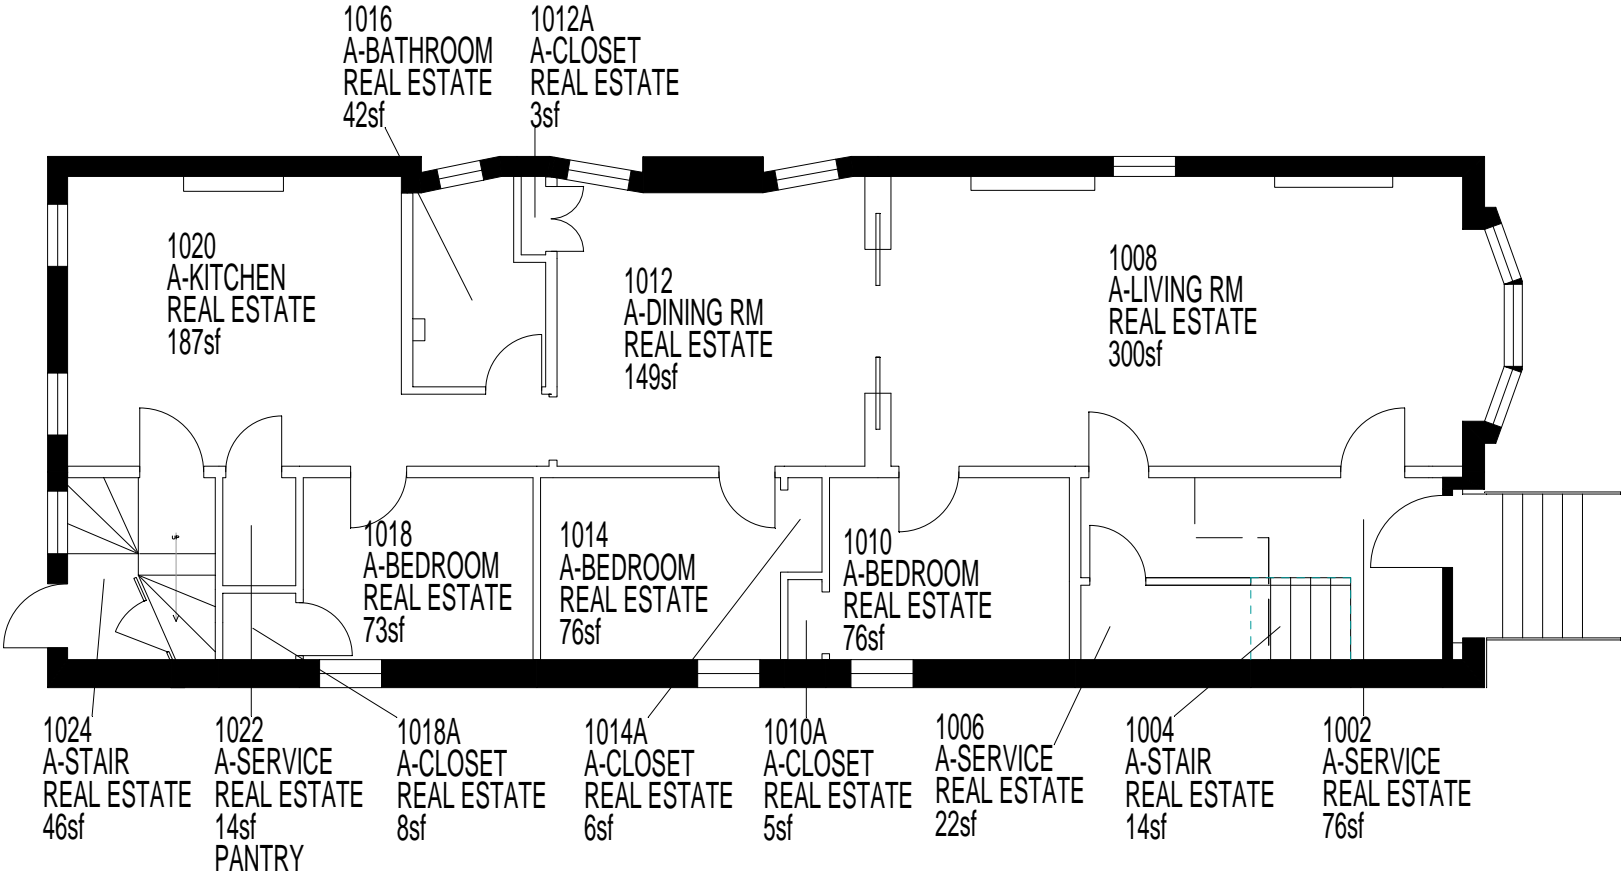 1016
A-BATHROOM
REAL ESTATE
42sf
1012A
A-CLOSET
REAL ESTATE
3sf
1020
A-KITCHEN
REAL ESTATE
187sf
1012
A-DINING RM
REAL ESTATE
149sf
1008
A-LIVING RM
REAL ESTATE
300sf
UP
1018
A-BEDROOM
REAL ESTATE
73sf
1014
A-BEDROOM
REAL ESTATE
76sf
1010
A-BEDROOM
REAL ESTATE
76sf
1024
A-STAIR
REAL ESTATE
46sf
1022
A-SERVICE
REAL ESTATE
14sf
PANTRY
1018A
A-CLOSET
REAL ESTATE
8sf
1014A
A-CLOSET
REAL ESTATE
6sf
1010A
A-CLOSET
REAL ESTATE
5sf
1006
A-SERVICE
REAL ESTATE
22sf
1004
A-STAIR
REAL ESTATE
14sf
1002
A-SERVICE
REAL ESTATE
76sf